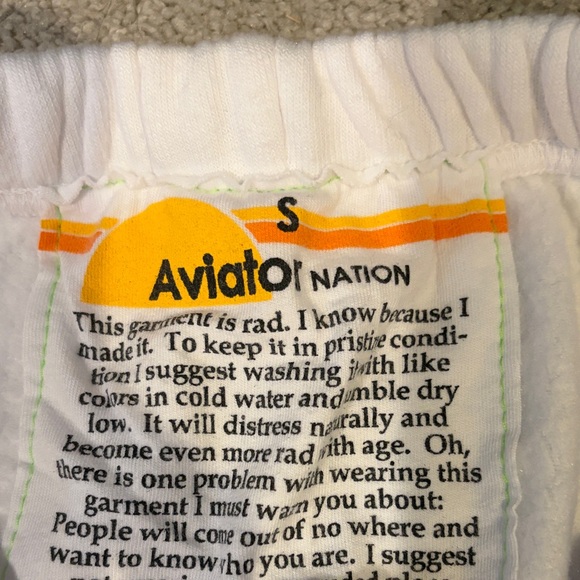 S
Aviator NATION
This garment is rad. I know because I
made it. To keep it in pristive condi-
tion I suggest washing it with like
colors in cold water and tumble dry
low. It will distress naturally and
become even more rad with age. Oh,
there is one problem with wearing this
garment I must warn you about:
People will come out of no where and
want to know who you are. I suggest